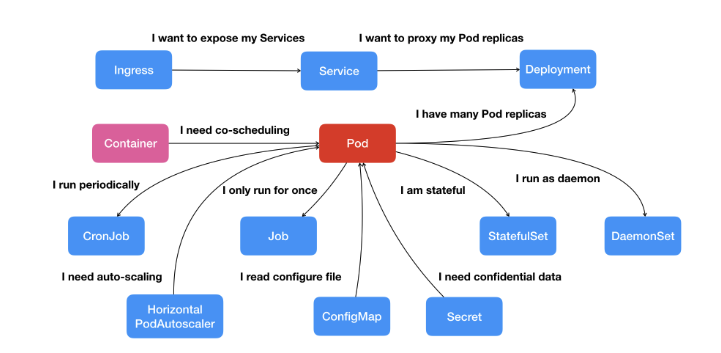 I want to expose my Services
I want to proxy my Pod replicas
Ingress
Service
Deployment
I have many Pod replicas
I need co-scheduling
Container
Pod
I run periodically
I only run for once
I am stateful
I run as daemon
CronJob
Job
StatefulSet
DaemonSet
I need auto-scaling
I read configure file
I need confidential data
Horizontal
PodAutoscaler
ConfigMap
Secret